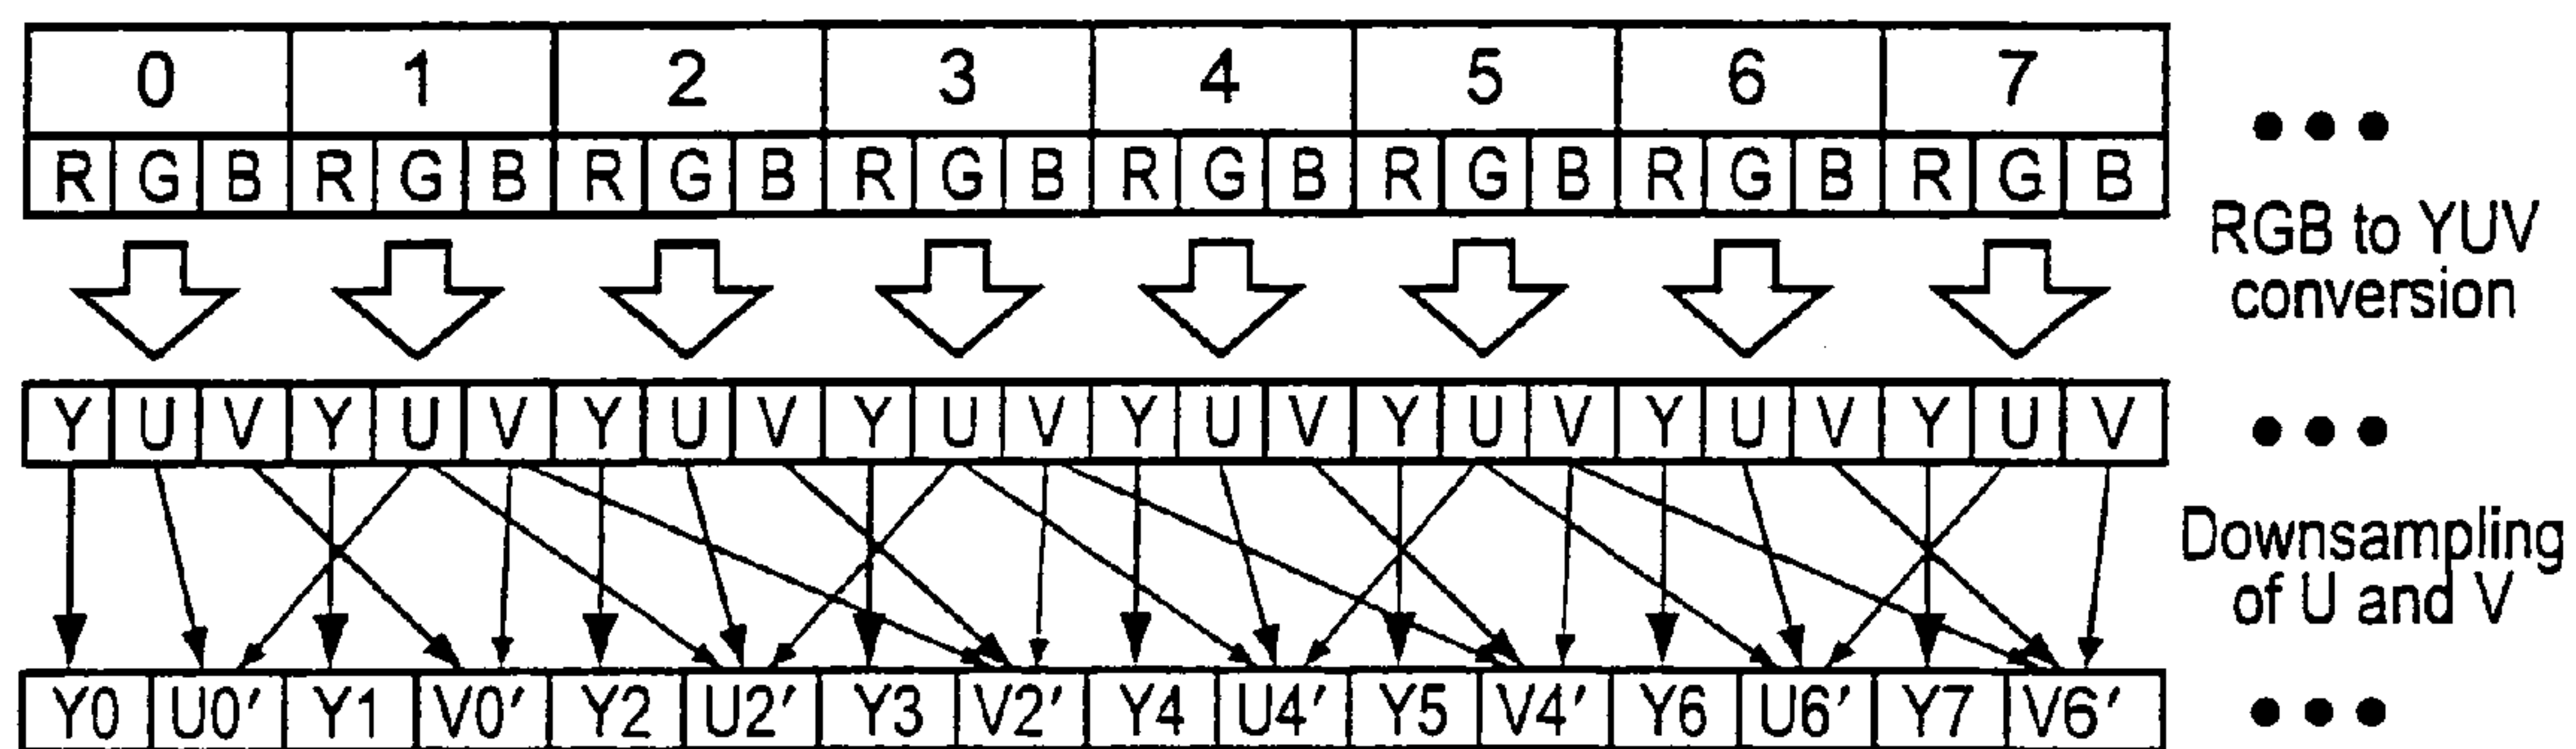 0 1 2 3 4 5 6 7
R G B R G B R G B R G B R G B R G B R G B R G B
RGB to YUV
conversion
Y U V Y U V Y U V Y U V Y U V Y U V Y U V Y U V
Downsampling
of U and V
Y0 U0′ Y1 V0′ Y2 U2′ Y3 V2′ Y4 U4′ Y5 V4′ Y6 U6′ Y7 V6′